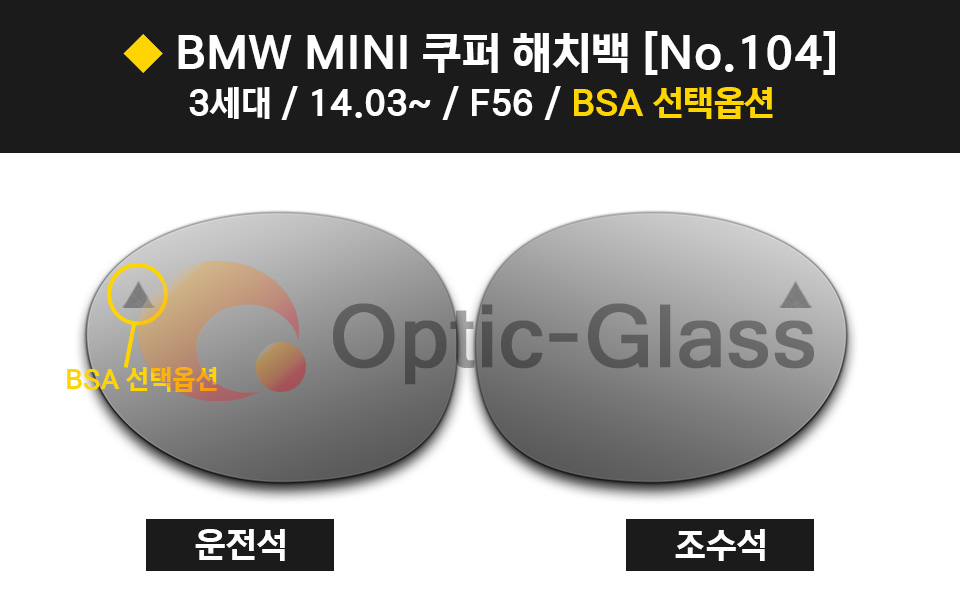 ◆ BMW MINI 쿠퍼 해치백 [No.104]
3세대 / 14.03~ / F56 / BSA 선택옵션
Optic-Glass
BSA 선택옵션
운전석
조수석